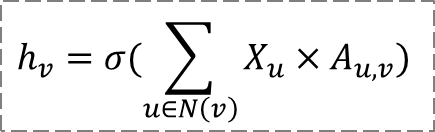 h_v = σ( ∑_{u∈N(v)} X_u × A_{u,v})